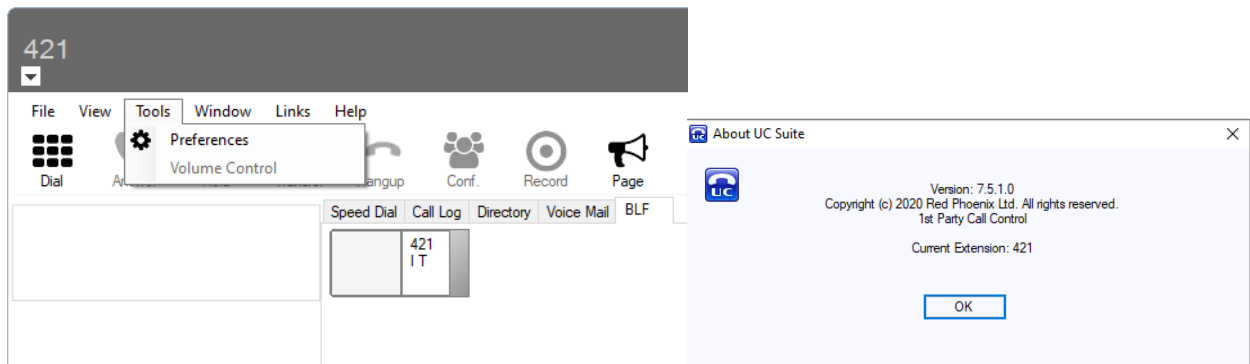 421
File View Tools Window Links Help
Preferences
Volume Control
Dial Hangup Conf. Record Page
Speed Dial Call Log Directory Voice Mail BLF
421
I T
About UC Suite
UC
Version: 7.5.1.0
Copyright (c) 2020 Red Phoenix Ltd. All rights reserved.
1st Party Call Control
Current Extension: 421
OK